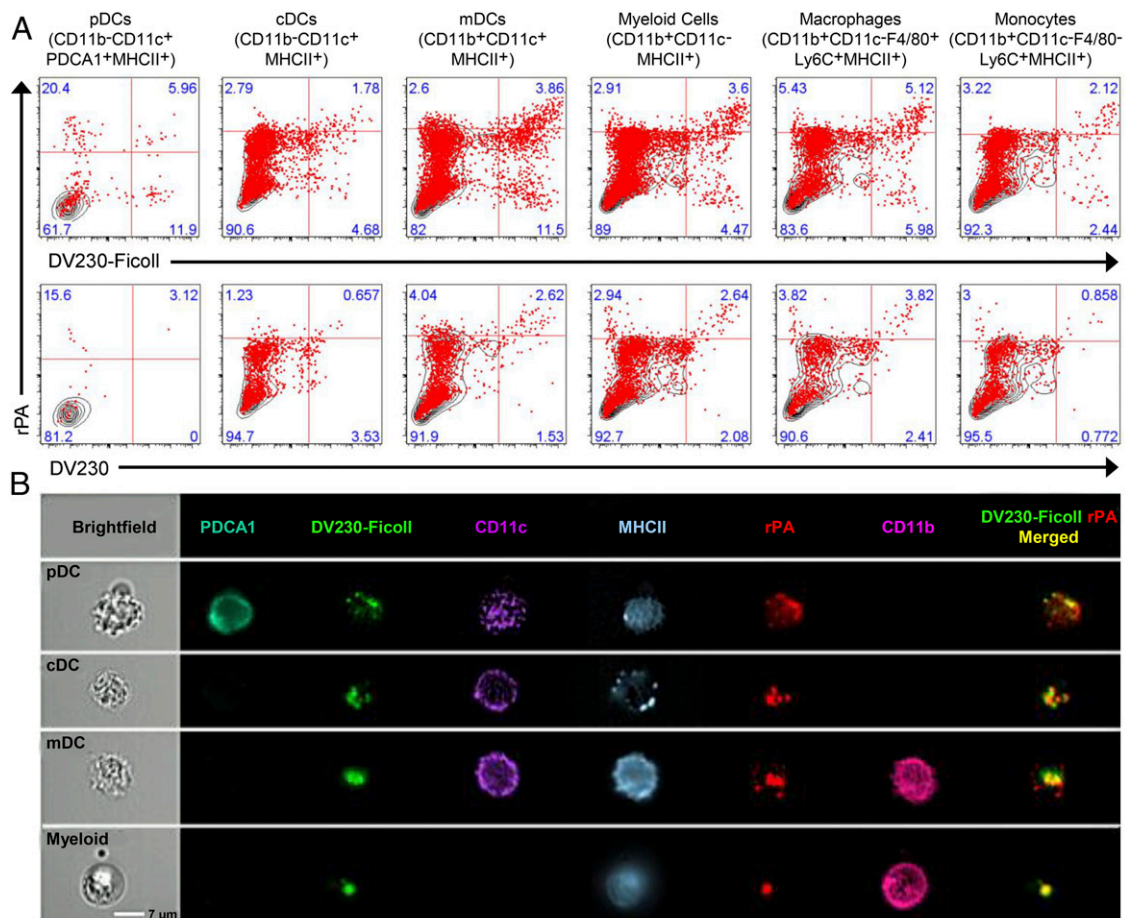 A
pDCs
(CD11b-CD11c+
PDCA1+MHCII+)
cDCs
(CD11b-CD11c+
MHCII+)
mDCs
(CD11b+CD11c+
MHCII+)
Myeloid Cells
(CD11b+CD11c-
MHCII+)
Macrophages
(CD11b+CD11c-F4/80+
Ly6C+MHCII+)
Monocytes
(CD11b+CD11c-F4/80-
Ly6C+MHCII+)
20.4 5.96 2.79 1.78 2.6 3.86 2.91 3.6 5.43 5.12 3.22 2.12
61.7 11.9 90.6 4.68 82 11.5 89 4.47 83.6 5.98 92.3 2.44
DV230-Ficoll
15.6 3.12 1.23 0.657 4.04 2.62 2.94 2.64 3.82 3.82 3 0.858
81.2 0 94.7 3.53 91.9 1.53 92.7 2.08 90.6 2.41 95.5 0.772
rPA
DV230
B
Brightfield PDCA1 DV230-Ficoll CD11c MHCII rPA CD11b DV230-Ficoll rPA
Merged
pDC
cDC
mDC
Myeloid
7 um